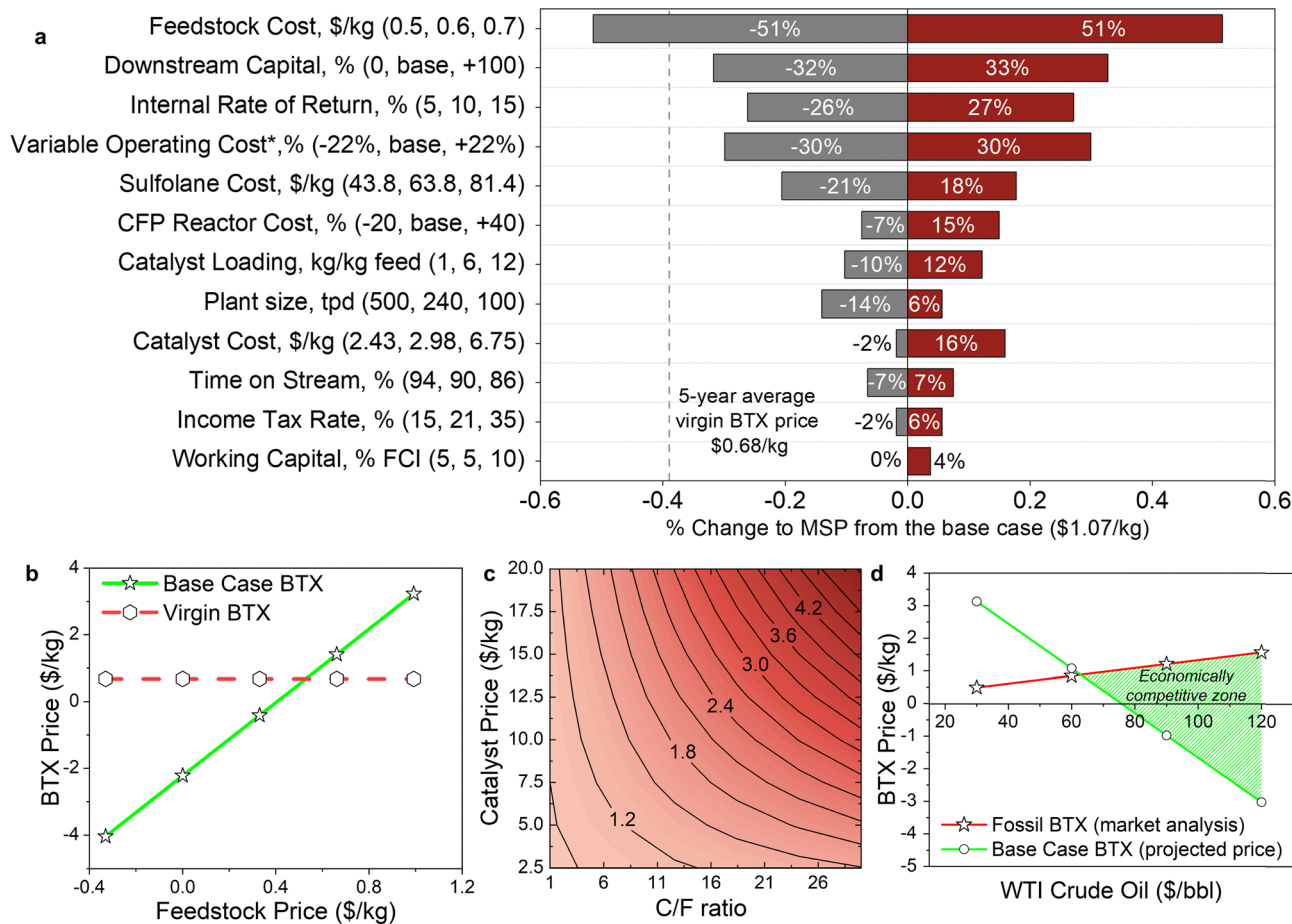 a
Feedstock Cost, $/kg (0.5, 0.6, 0.7)
-51%
51%
Downstream Capital, % (0, base, +100)
-32%
33%
Internal Rate of Return, % (5, 10, 15)
-26%
27%
Variable Operating Cost*,% (-22%, base, +22%)
-30%
30%
Sulfolane Cost, $/kg (43.8, 63.8, 81.4)
-21%
18%
CFP Reactor Cost, % (-20, base, +40)
-7%
15%
Catalyst Loading, kg/kg feed (1, 6, 12)
-10%
12%
Plant size, tpd (500, 240, 100)
-14%
6%
Catalyst Cost, $/kg (2.43, 2.98, 6.75)
-2%
16%
Time on Stream, % (94, 90, 86)
-7%
7%
Income Tax Rate, % (15, 21, 35)
-2%
6%
Working Capital, % FCI (5, 5, 10)
0%
4%
5-year average
virgin BTX price
$0.68/kg
-0.6
-0.4
-0.2
0.0
0.2
0.4
0.6
% Change to MSP from the base case ($1.07/kg)
b
BTX Price ($/kg)
4
2
0
-2
-4
Base Case BTX
Virgin BTX
-0.4
0.0
0.4
0.8
1.2
Feedstock Price ($/kg)
c
Catalyst Price ($/kg)
20.0
17.5
15.0
12.5
10.0
7.5
5.0
2.5
4.2
3.6
3.0
2.4
1.8
1.2
1
6
11
16
21
26
C/F ratio
d
BTX Price ($/kg)
4
3
2
1
0
-1
-2
-3
-4
-5
Economically
competitive zone
20
40
60
80
100
120
Fossil BTX (market analysis)
Base Case BTX (projected price)
WTI Crude Oil ($/bbl)